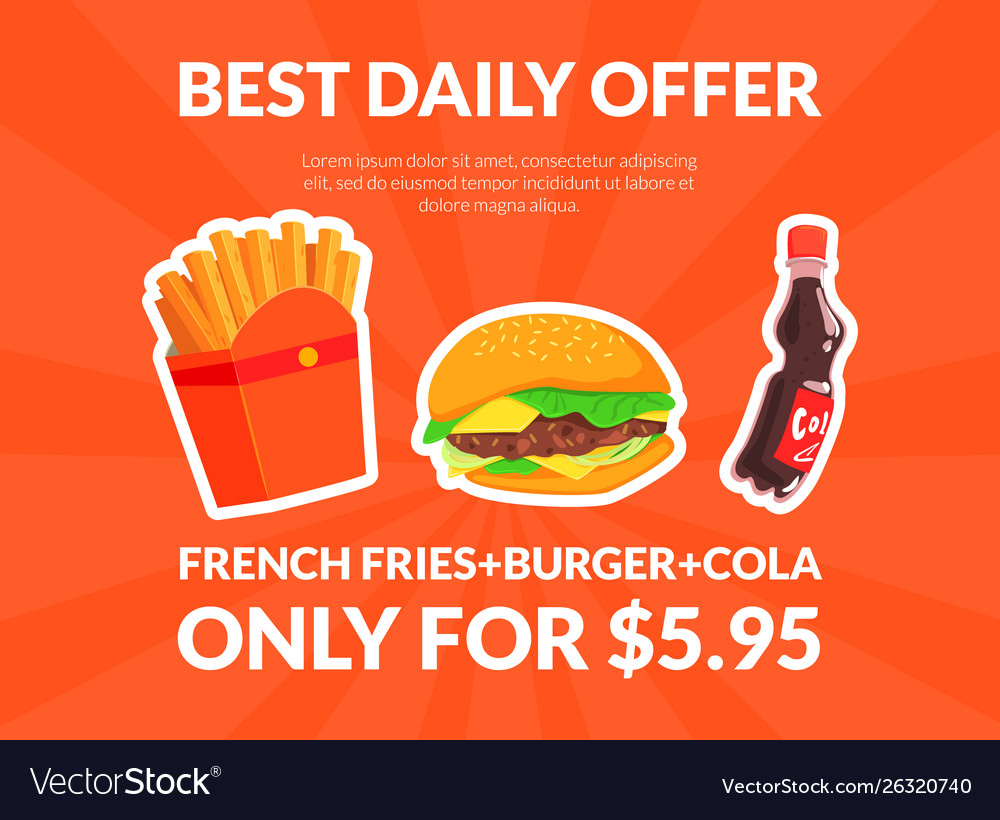 BEST DAILY OFFER
Lorem ipsum dolor sit amet, consectetur adipiscing
elit, sed do eiusmod tempor incididunt ut labore et
dolore magna aliqua.
Col
FRENCH FRIES+BURGER+COLA
ONLY FOR $5.95
VectorStock®
VectorStock.com/26320740